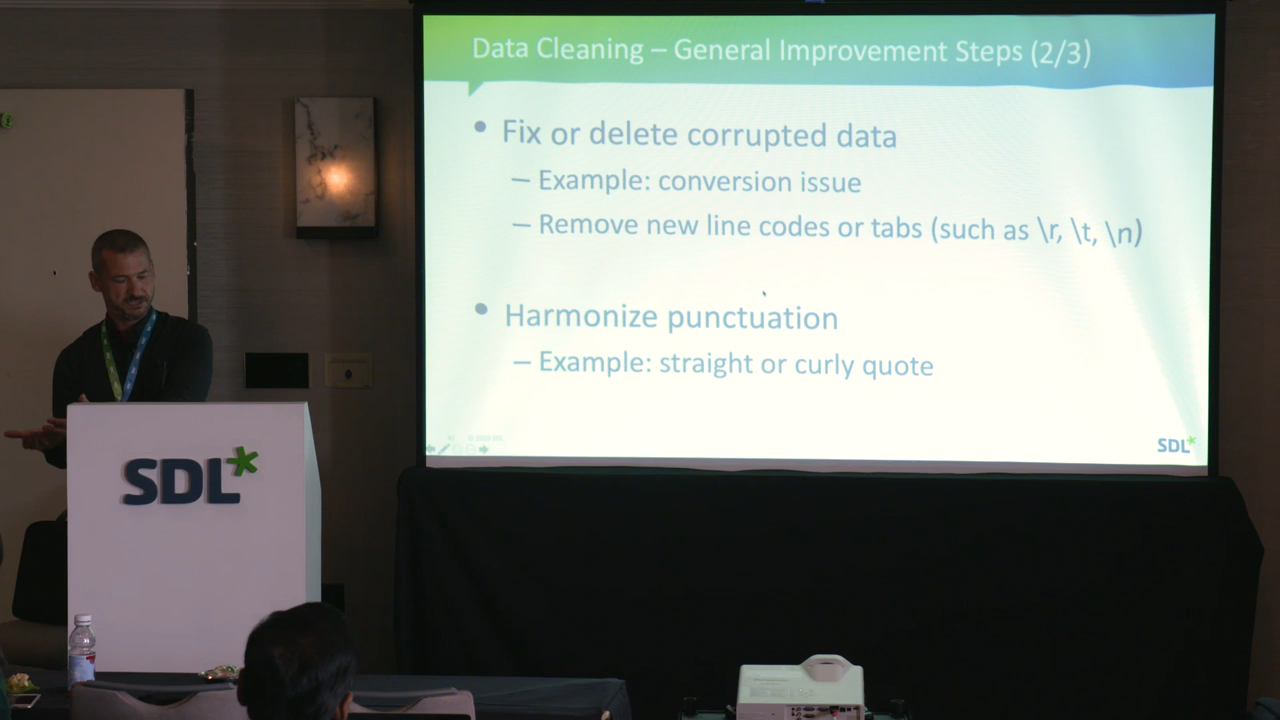 Data Cleaning – General Improvement Steps (2/3)
• Fix or delete corrupted data
– Example: conversion issue
– Remove new line codes or tabs (such as \r, \t, \n)
• Harmonize punctuation
– Example: straight or curly quote
SDL*
SDL*